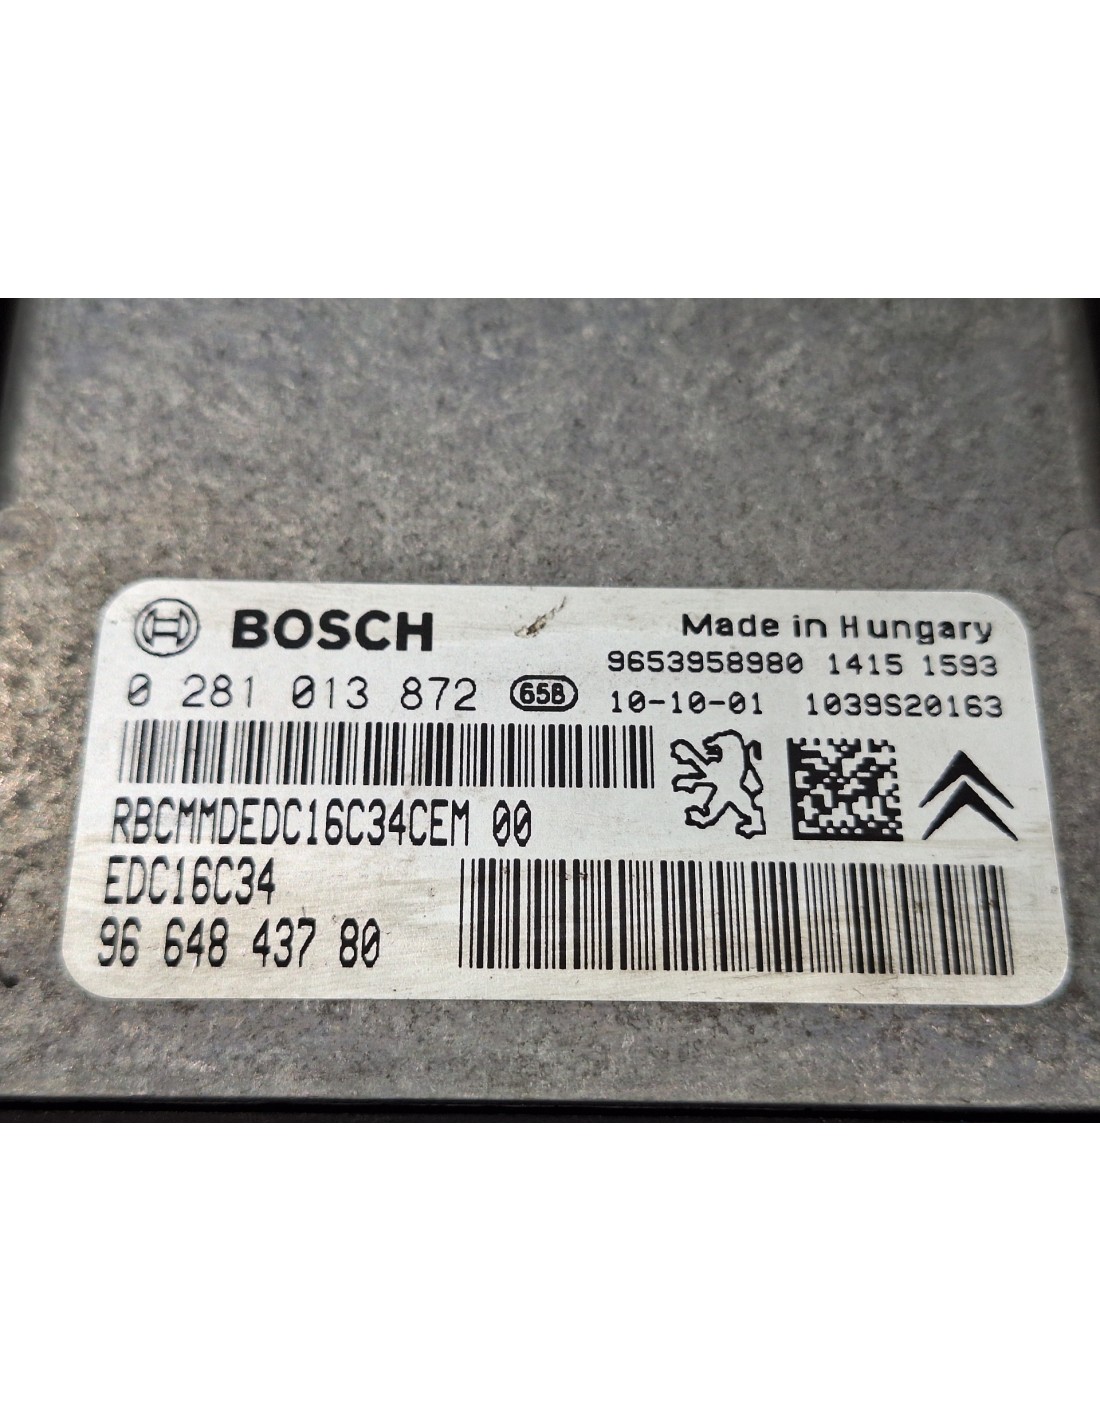 BOSCH
Made in Hungary
9653958980 1415 1593
0 281 013 872 65B 10-10-01 1039S20163
RBCMMDEDC16C34CEM 00
EDC16C34
96 648 437 80